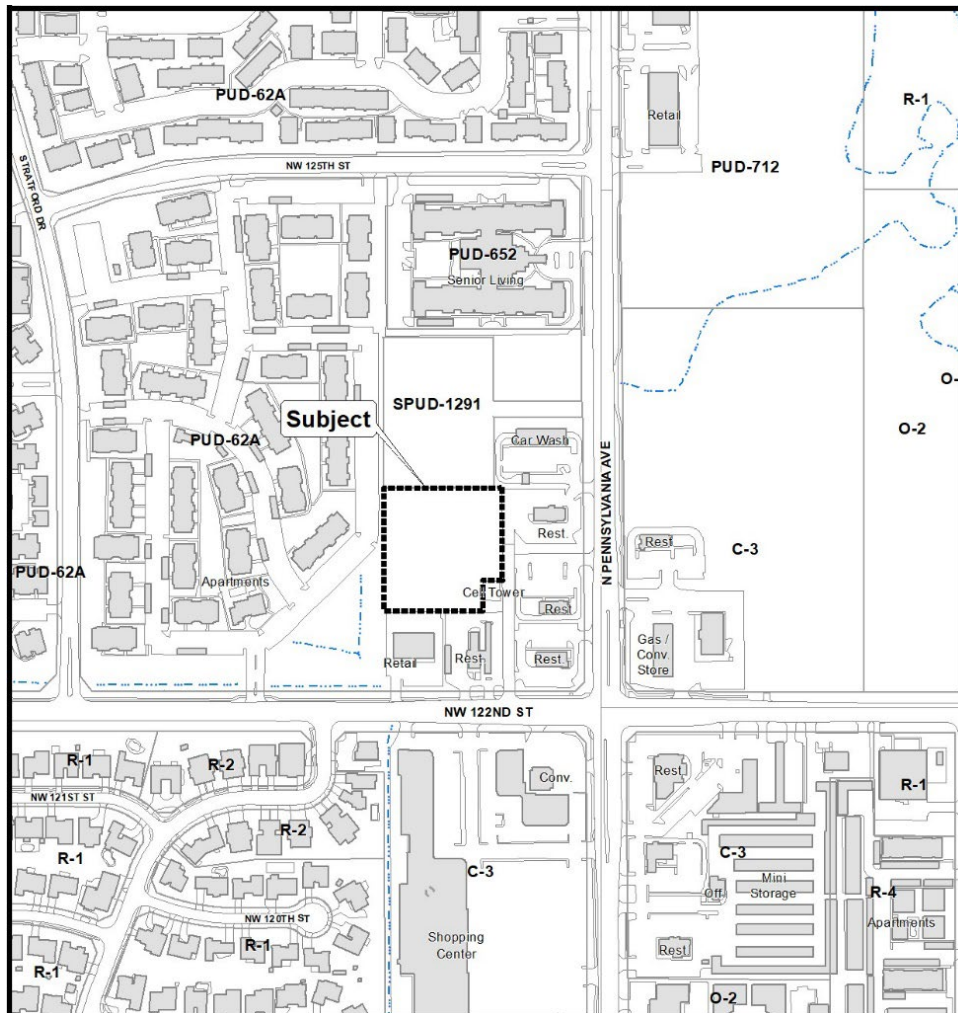 PUD-62A
R-1
Retail
PUD-712
NW 125TH ST
STRATFORD DR
PUD-652
Senior Living
SPUD-1291
O-
O-2
Subject
PUD-62A
Car Wash
N PENNSYLVANIA AVE
Rest.
Rest
C-3
PUD-62A
Apartments
Tower
Rest
Gas /
Conv.
Store
Retail
Rest
Rest
NW 122ND ST
R-1
R-2
Conv.
Rest.
R-1
NW 121ST ST
R-2
R-1
C-3
C-3
Mini
Storage
Off.
R-4
Apartments
NW 120TH ST
R-1
Shopping
Center
Rest
R-1
O-2